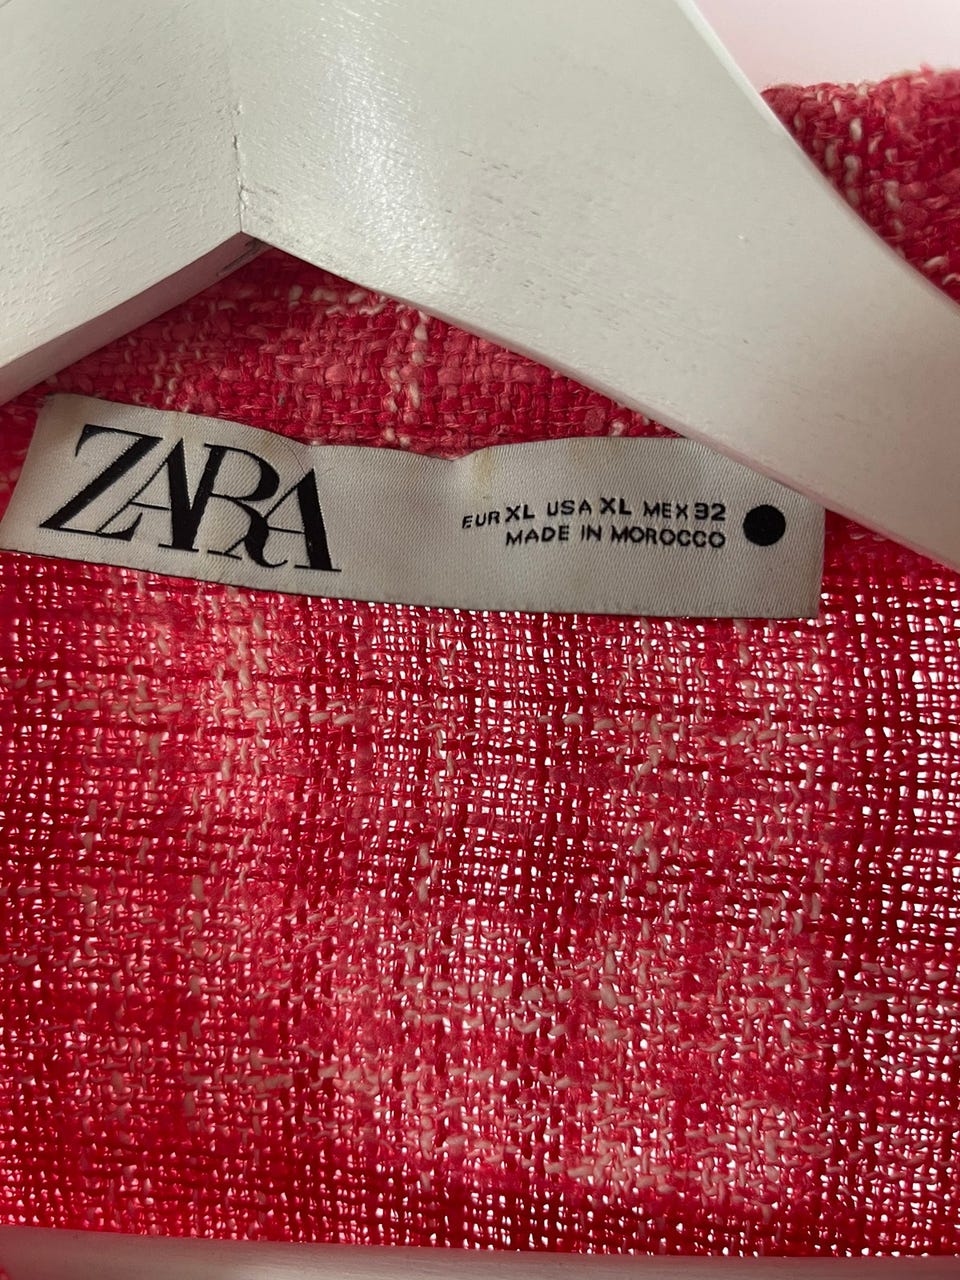 ZARA
EUR XL USA XL MEX 32
MADE IN MOROCCO